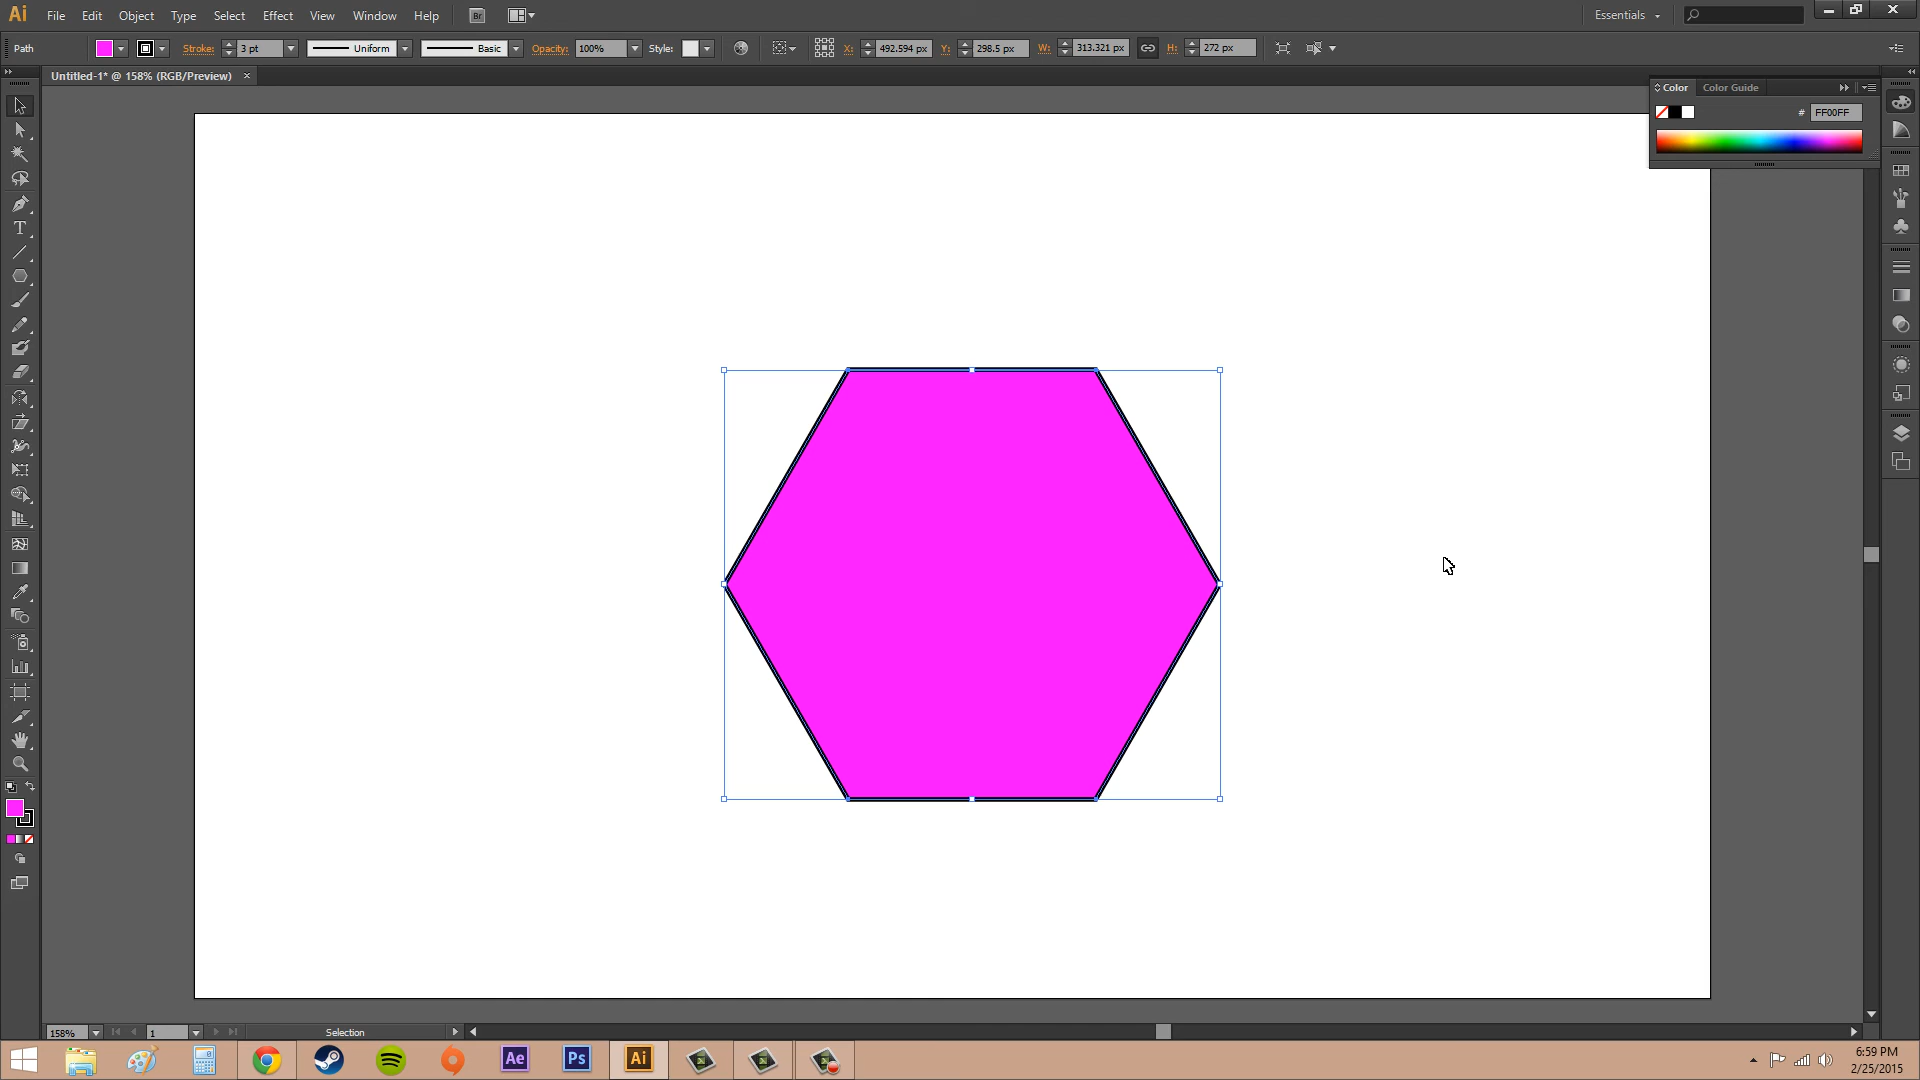 Ai File Edit Object Type Select Effect View Window Help Br Essentials
Path Stroke: 3 pt Uniform Basic Opacity: 100% Style: X: 492.594 px Y: 298.5 px W: 313.321 px H: 272 px
Untitled-1* @ 158% (RGB/Preview) ×
Color Color Guide
# FF00FF
T
158% 1 Selection
Ae Ps Ai
6:59 PM
2/25/2015